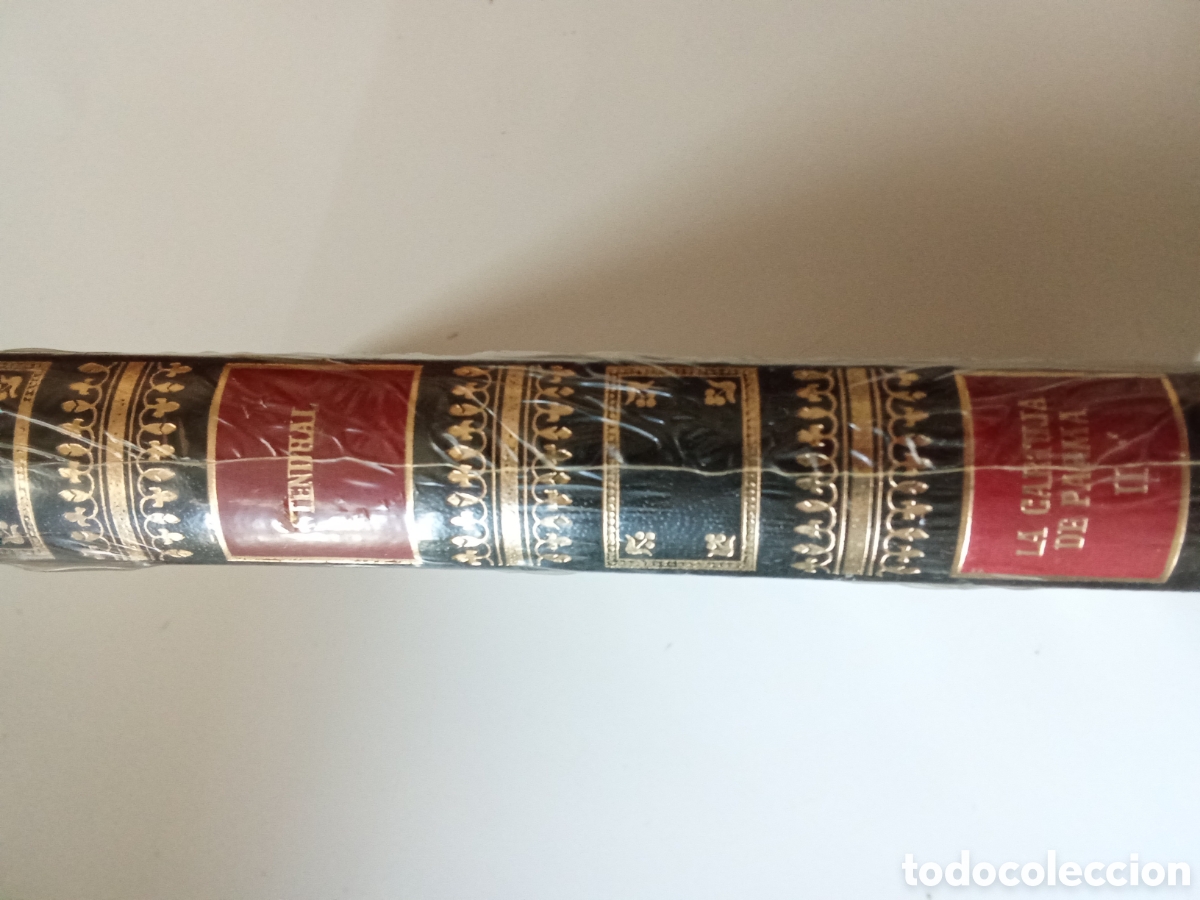 STENDHAL
LA CARTUJA
DE PARMA
II
todocoleccion